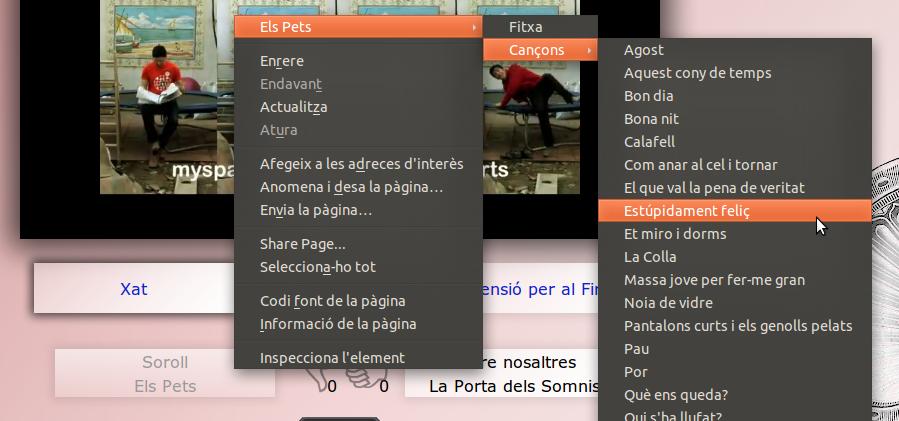 Els Pets
Enrere
Endavant
Actualitza
Atura
Afegeix a les adreces d'interès
Anomena i desa la pàgina...
Envia la pàgina...
Share Page...
Selecciona-ho tot
Codi font de la pàgina
Informació de la pàgina
Inspecciona l'element
Fitxa
Cançons
Agost
Aquest cony de temps
Bon dia
Bona nit
Calafell
Com anar al cel i tornar
El que val la pena de veritat
Estúpidament feliç
Et miro i dorms
La Colla
Massa jove per fer-me gran
Noia de vidre
Pantalons curts i els genolls pelats
Pau
Por
Què ens queda?
Qui s'ha llufat?
Xat
per al
Soroll
Els Pets
0 0
nosaltres
La Porta dels Somnis